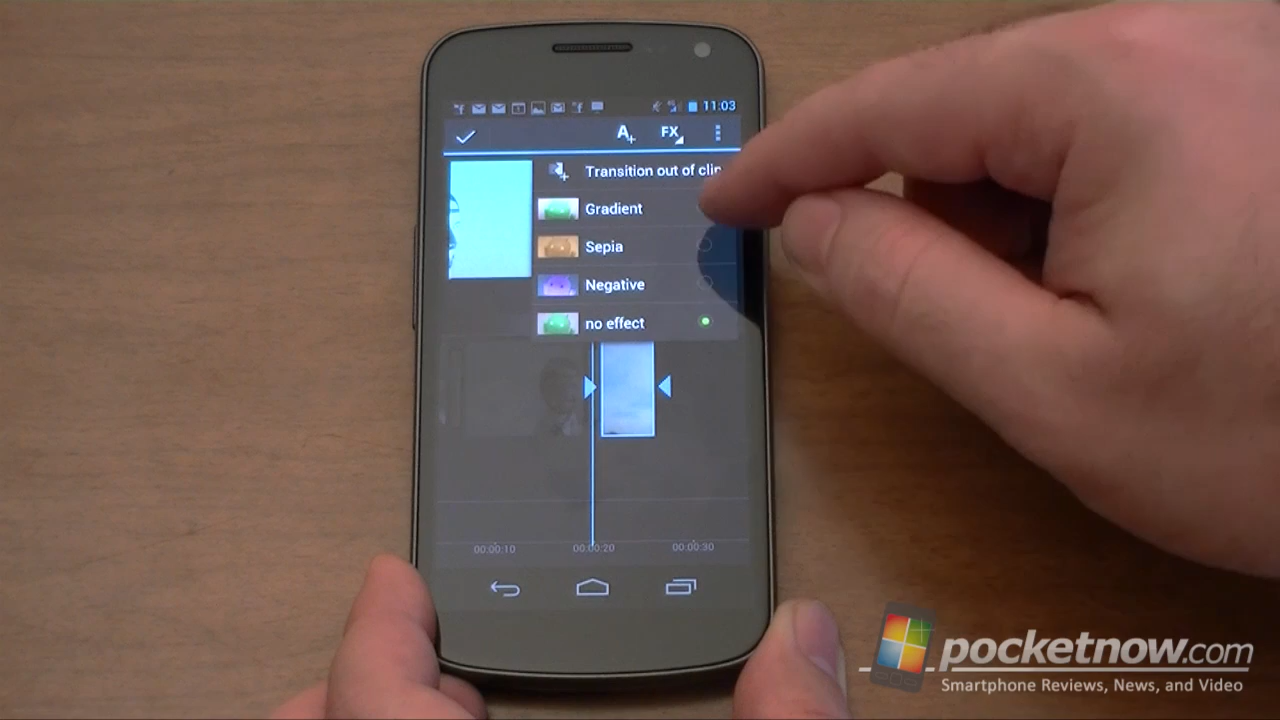 11:03
A+ FX
Transition out of clip
Gradient
Sepia
Negative
no effect
00:00:10 00:00:20 00:00:30
pocketnow.com
Smartphone Reviews, News, and Video